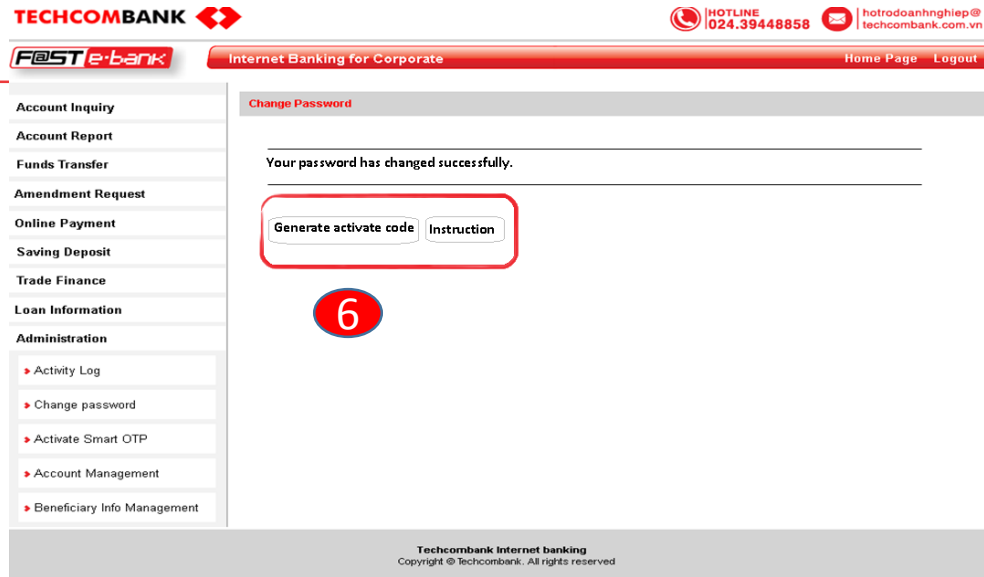 TECHCOMBANK
HOTLINE
024.39448858
hotrodoanhnghiep@
techcombank.com.vn
F@ST e-bank
Internet Banking for Corporate
Home Page Logout
Account Inquiry
Account Report
Funds Transfer
Amendment Request
Online Payment
Saving Deposit
Trade Finance
Loan Information
Administration
Activity Log
Change password
Activate Smart OTP
Account Management
Beneficiary Info Management
Change Password
Your password has changed successfully.
Generate activate code Instruction
6
Techcombank Internet banking
Copyright © Techcombank. All rights reserved